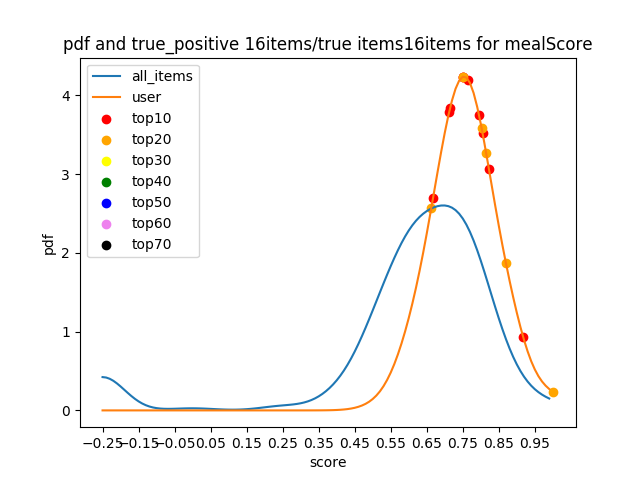 pdf and true_positive 16items/true items16items for mealScore
all_items
user
top10
top20
top30
top40
top50
top60
top70
4
3
2
1
0
pdf
−0.25 −0.15 −0.05 0.05 0.15 0.25 0.35 0.45 0.55 0.65 0.75 0.85 0.95
score